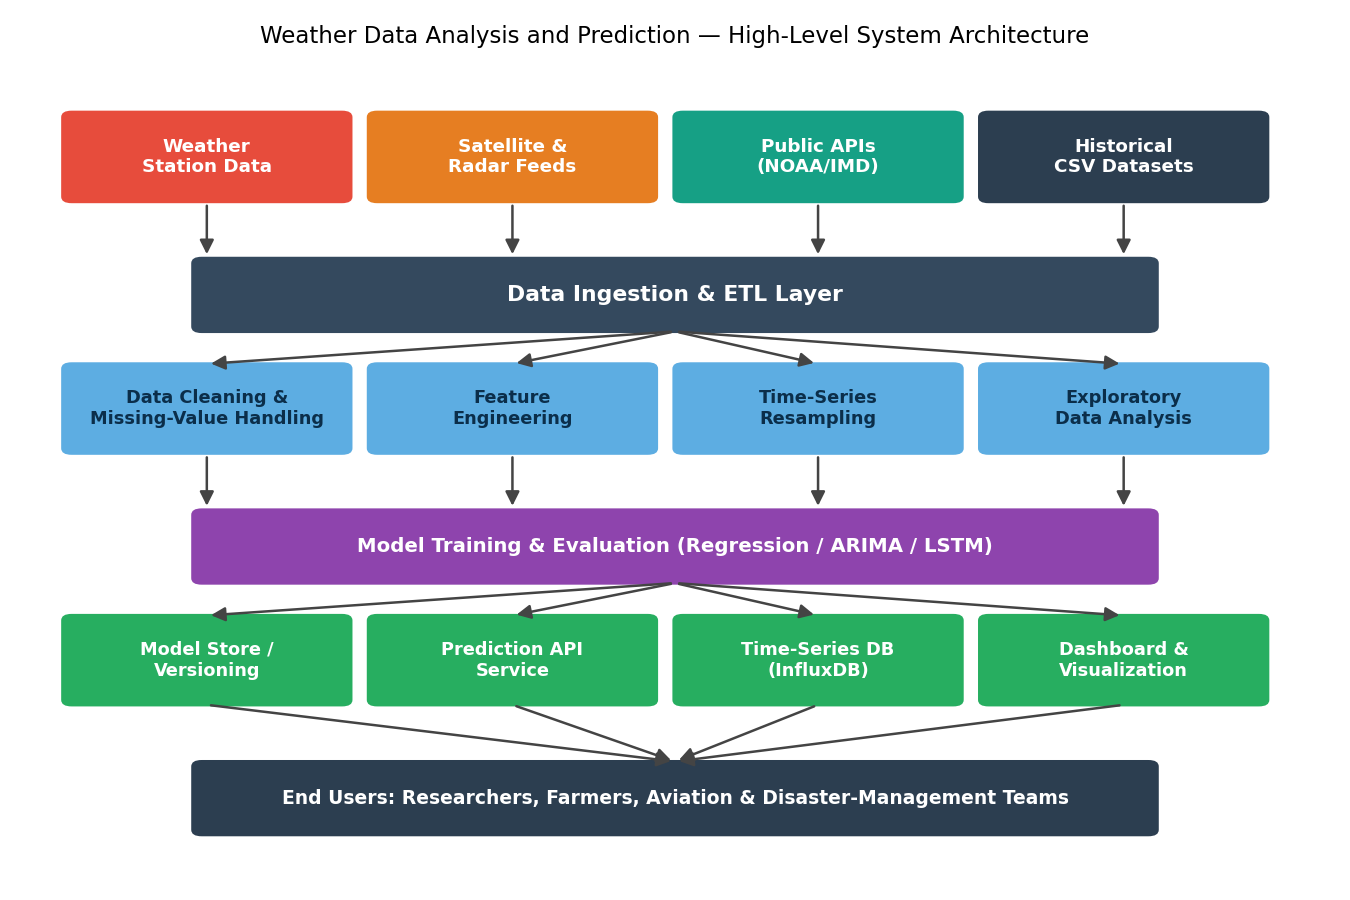 Weather Data Analysis and Prediction — High-Level System Architecture
Weather
Station Data
Satellite &
Radar Feeds
Public APIs
(NOAA/IMD)
Historical
CSV Datasets
Data Ingestion & ETL Layer
Data Cleaning &
Missing-Value Handling
Feature
Engineering
Time-Series
Resampling
Exploratory
Data Analysis
Model Training & Evaluation (Regression / ARIMA / LSTM)
Model Store /
Versioning
Prediction API
Service
Time-Series DB
(InfluxDB)
Dashboard &
Visualization
End Users: Researchers, Farmers, Aviation & Disaster-Management Teams